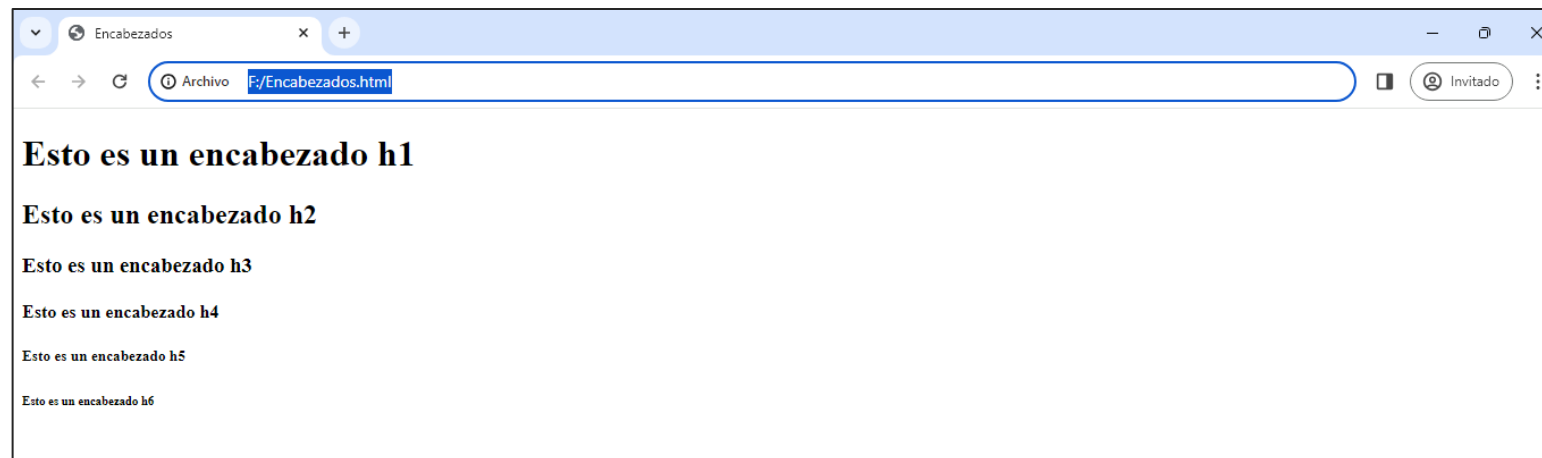 Encabezados
Archivo F:/Encabezados.html Invitado
Esto es un encabezado h1
Esto es un encabezado h2
Esto es un encabezado h3
Esto es un encabezado h4
Esto es un encabezado h5
Esto es un encabezado h6